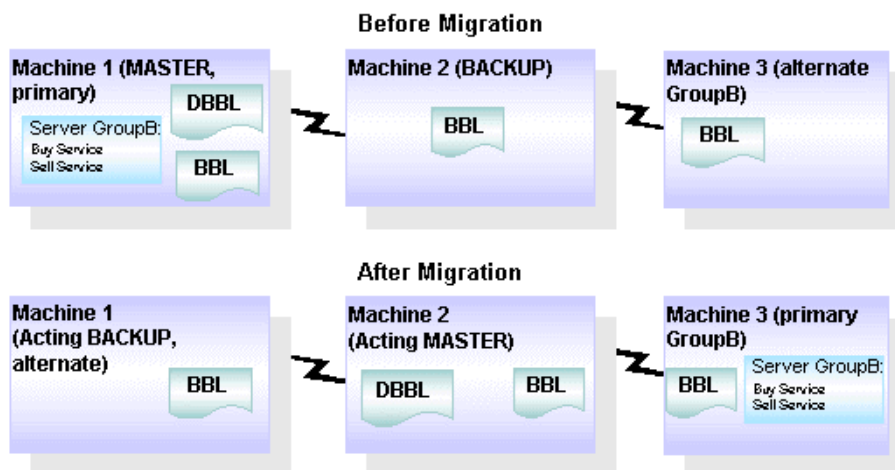 Before Migration
Machine 1 (MASTER,
primary)
DBBL
Server GroupB:
Buy Service
Sell Service
BBL
Machine 2 (BACKUP)
BBL
Machine 3 (alternate
GroupB)
BBL
After Migration
Machine 1
(Acting BACKUP,
alternate)
BBL
Machine 2
(Acting MASTER)
DBBL
BBL
Machine 3 (primary
GroupB)
BBL
Server GroupB:
Buy Service
Sell Service